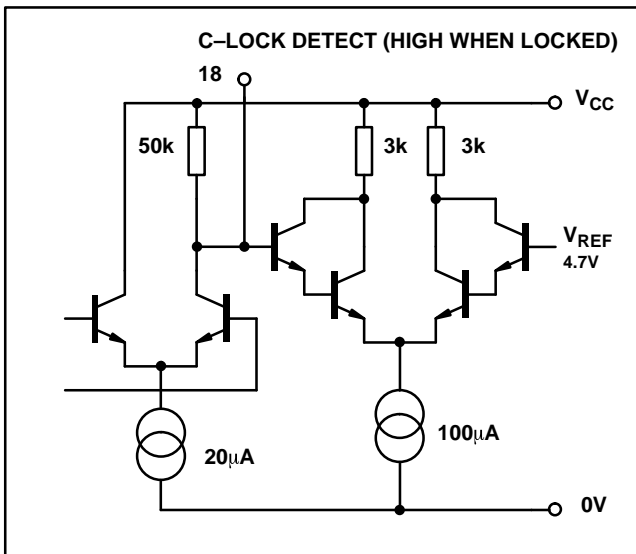 C–LOCK DETECT (HIGH WHEN LOCKED)
18
VCC
50k
3k
3k
VREF
4.7V
20μA
100μA
0V